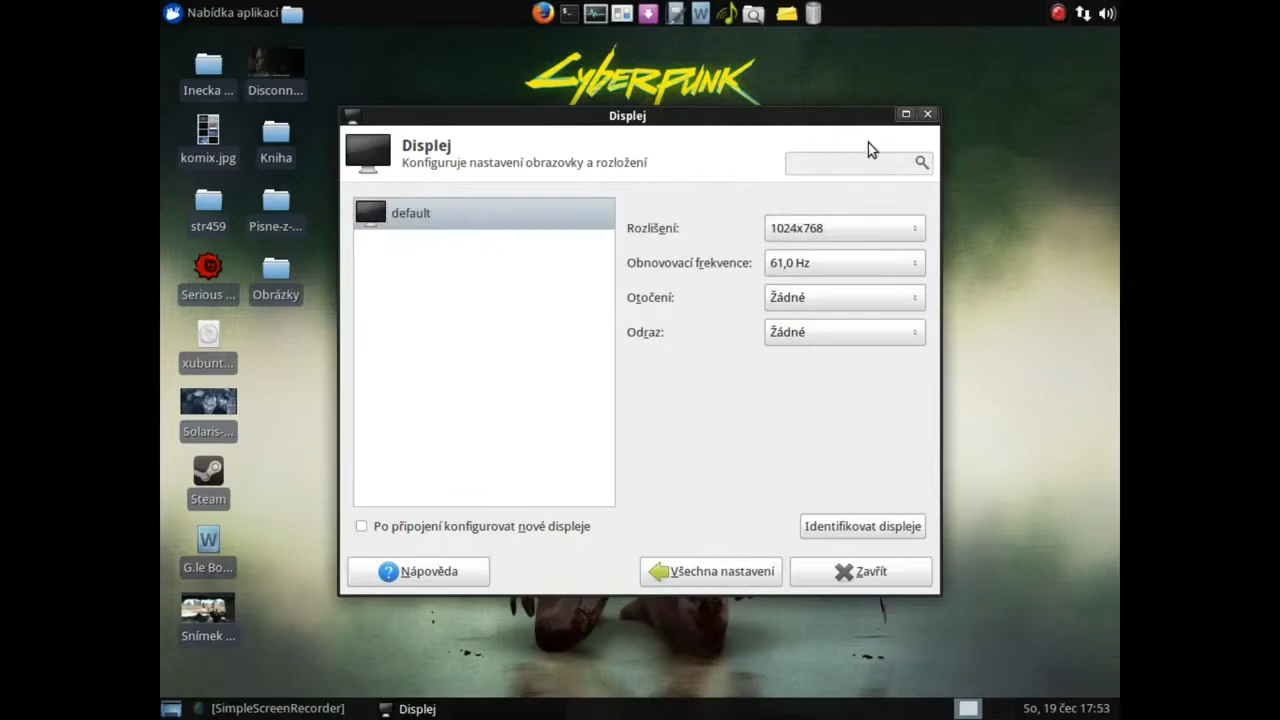 Nabídka aplikací
CYBERPUNK
Inecka ...
Disconn...
komix.jpg
Kniha
str459
Pisne-z-...
Serious ...
Obrázky
xubunt...
Solaris-...
Steam
G.le Bo...
Snímek ...
Displej
Displej
Konfiguruje nastavení obrazovky a rozložení
default
Rozlišení:
1024x768
Obnovovací frekvence:
61,0 Hz
Otočení:
Žádné
Odraz:
Žádné
Po připojení konfigurovat nové displeje
Identifikovat displeje
Nápověda
Všechna nastavení
Zavřít
[SimpleScreenRecorder]
Displej
So, 19 čec 17:53